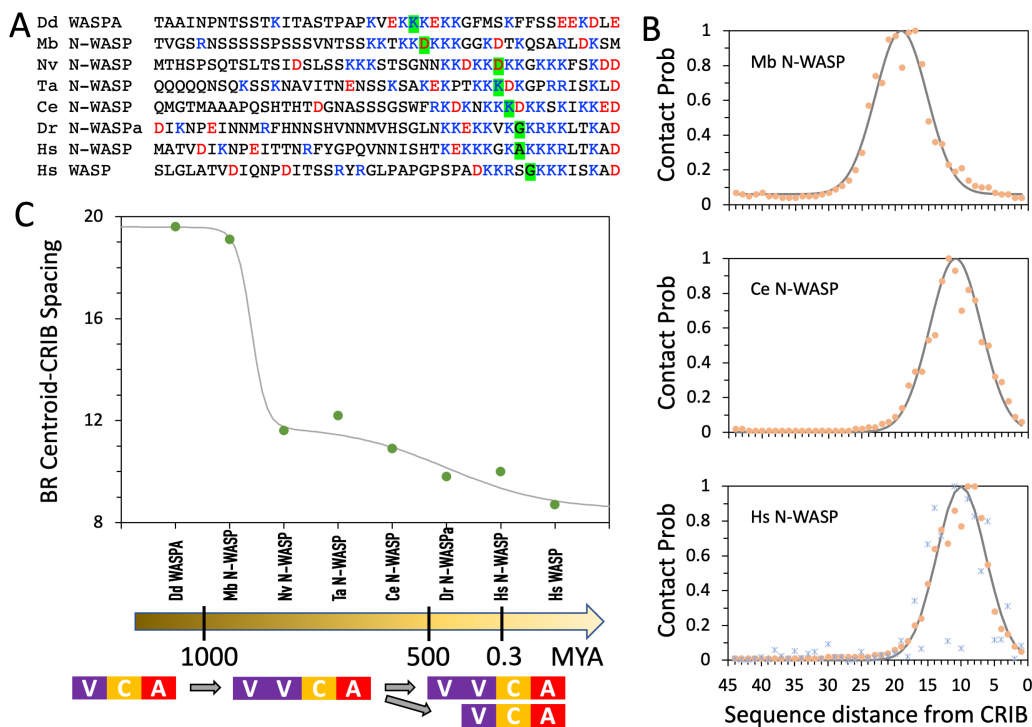 A
Dd WASPA TAAINPNTSSTKITASTPAPKVEKKKEKKGFMSKFFSSEEKDLE
Mb N-WASP TVGSRNSSSSSPSSSVNTSSKKTKKDKKKGGKDTKQSARLDKSM
Nv N-WASP MTHSPSQTSLTSIDSLSSKKKKSTSGNNKKDKKDKKGKKKFSKDD
Ta N-WASP QQQQQNSQKSSKNAVITNENSSKSAKEKPTKKKDKGPRRISKLD
Ce N-WASP QMGTMAAAPQSHTHTDGNASSSGSWFRKDKNKKKDKKSKISKKED
Dr N-WASPa DIKNPEINNMRFHNNSHVNNMVHSGLNKKEKKVKGKRKKLTKAD
Hs N-WASP MATVDIKNPEITTNRFYGPQVNNISHTKEKKKGKAKKKRLTKAD
Hs WASP SLGLATVDIQNPDITSSRYRGLPAPGPSPADKKRSGKKKISKAD
B
Mb N-WASP
Contact Prob
1
0.8
0.6
0.4
0.2
0
Ce N-WASP
Contact Prob
1
0.8
0.6
0.4
0.2
0
Hs N-WASP
Contact Prob
1
0.8
0.6
0.4
0.2
0
45 40 35 30 25 20 15 10 5 0
Sequence distance from CRIB
C
BR Centroid-CRIB Spacing
20
16
12
8
Dd WASPA
Mb N-WASP
Nv N-WASP
Ta N-WASP
Ce N-WASP
Dr N-WASPa
Hs N-WASP
Hs WASP
1000 500 0.3 MYA
V C A V V C A V V C A
V C A